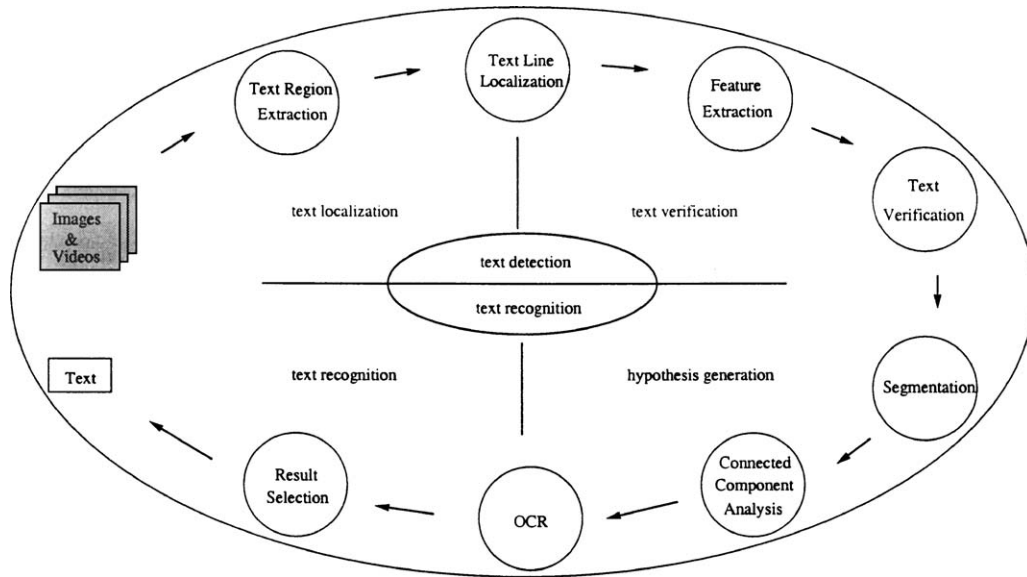 Text Region
Extraction
Text Line
Localization
Feature
Extraction
Text
Verification
Images
&
Videos
text localization
text verification
text detection
text recognition
text recognition
hypothesis generation
Text
Segmentation
Result
Selection
OCR
Connected
Component
Analysis